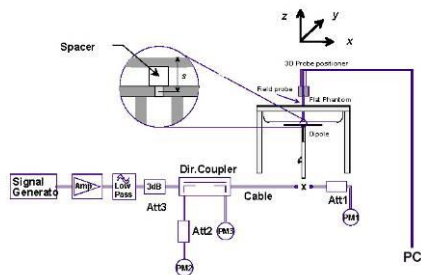 z
y
x
Spacer
s
3D Probe positioner
Field probe
Flat Phantom
Dipole
Signal
Generato
Amp.
Low
Pass
3dB
Att3
Dir.Coupler
Cable
x
Att1
PM1
Att2
PM3
PM2
PC